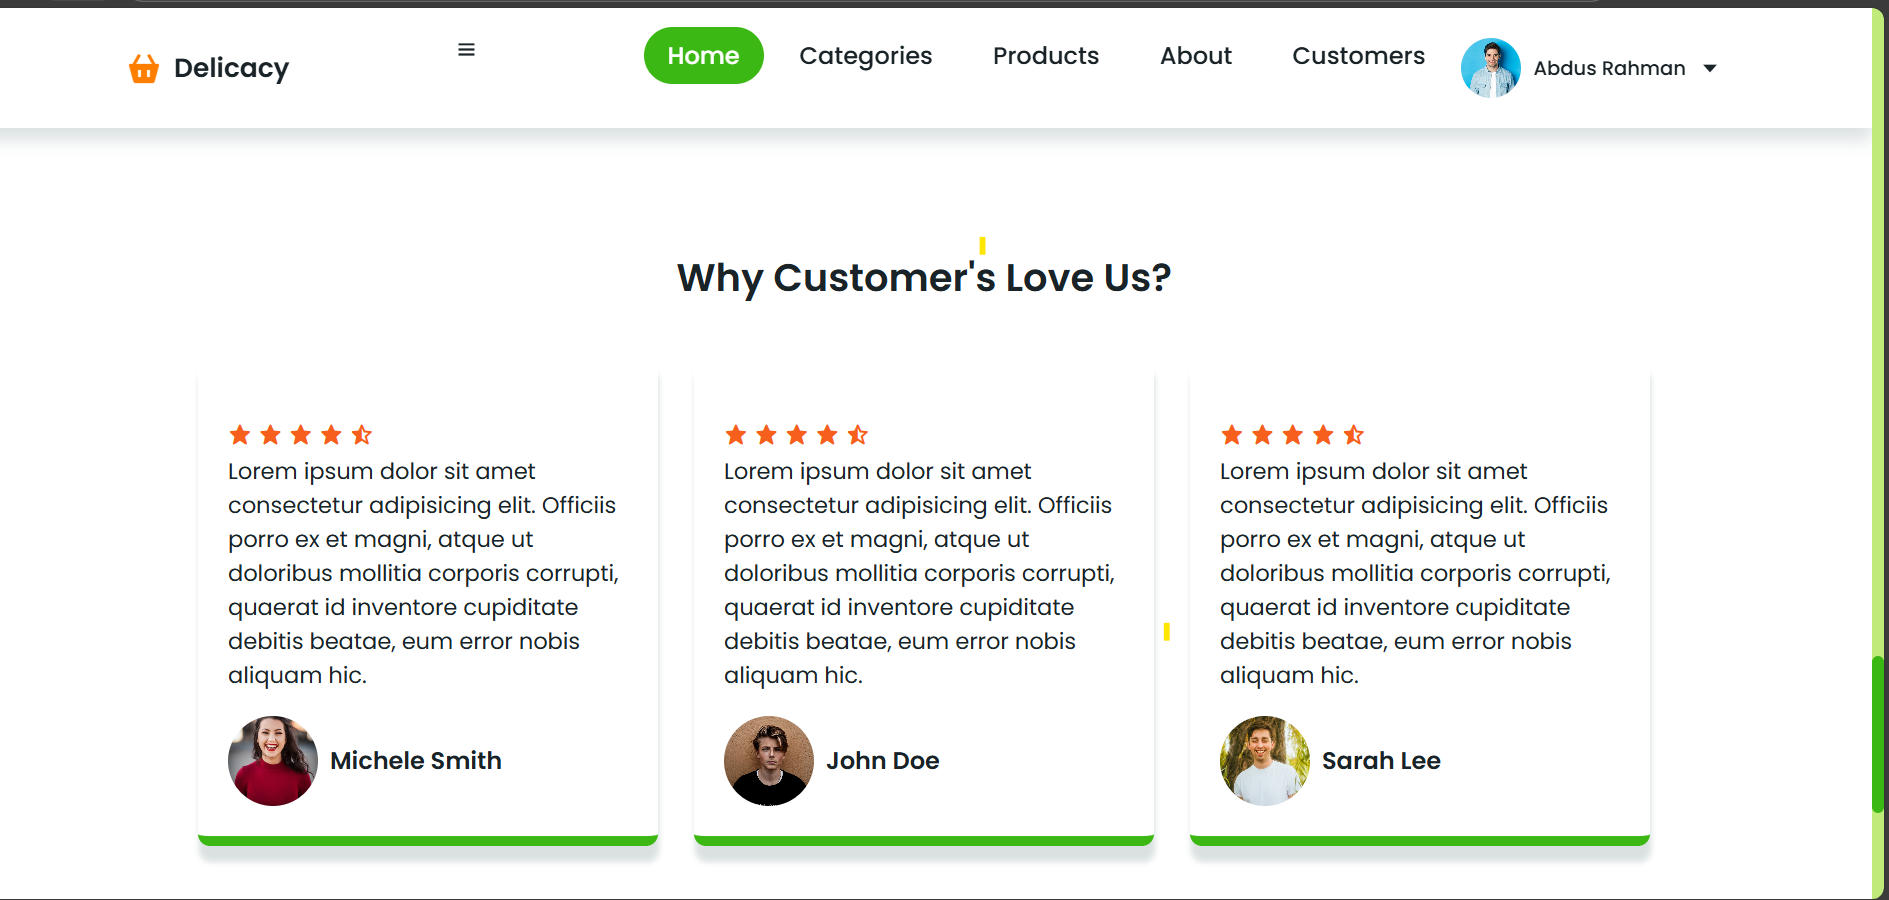 Delicacy
Home Categories Products About Customers Abdus Rahman
Why Customer's Love Us?
Lorem ipsum dolor sit amet
consectetur adipisicing elit. Officiis
porro ex et magni, atque ut
doloribus mollitia corporis corrupti,
quaerat id inventore cupiditate
debitis beatae, eum error nobis
aliquam hic.
Michele Smith
Lorem ipsum dolor sit amet
consectetur adipisicing elit. Officiis
porro ex et magni, atque ut
doloribus mollitia corporis corrupti,
quaerat id inventore cupiditate
debitis beatae, eum error nobis
aliquam hic.
John Doe
Lorem ipsum dolor sit amet
consectetur adipisicing elit. Officiis
porro ex et magni, atque ut
doloribus mollitia corporis corrupti,
quaerat id inventore cupiditate
debitis beatae, eum error nobis
aliquam hic.
Sarah Lee